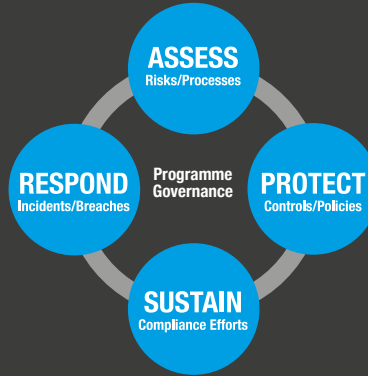 ASSESS
Risks/Processes
RESPOND
Incidents/Breaches
Programme
Governance
PROTECT
Controls/Policies
SUSTAIN
Compliance Efforts